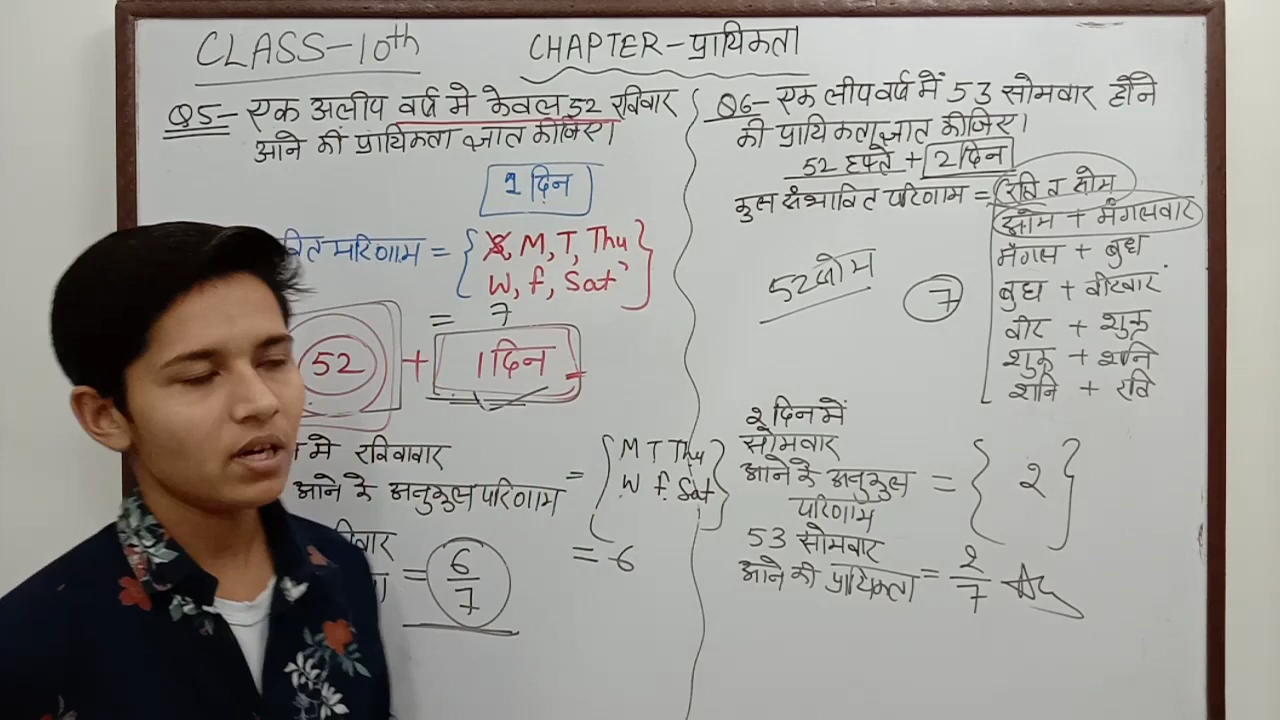 CLASS-10th
CHAPTER-प्रायिकता
Q5- एक अलीप वर्ष मे केवल 52 रविवार
आने की प्रायिकता ज्ञात कीजिए।
1 दिन
वित परिणाम = { S, M, T, Thu
W, f, Sat }
= 7
52 + 1 दिन
मे रविवार
आने के अनुकुल परिणाम = { M T Thu
W f Sat }
= 6
वार
= 6/7
Q6- एक लीप वर्ष में 53 सोमवार होने
की प्रायिकता ज्ञात कीजिए।
52 हफ्ते + 2 दिन
कुल संभावित परिणाम = रवि व सोम
सोम + मंगलवार
मंगल + बुध
बुध + वीरवार
वीर + शुक्र
शुक्र + शनि
शनि + रवि
52 सोम
7
2 दिन में
सोमवार
आने के अनुकुल = { 2 }
परिणाम
53 सोमवार
आने की प्रायिकता = 2/7